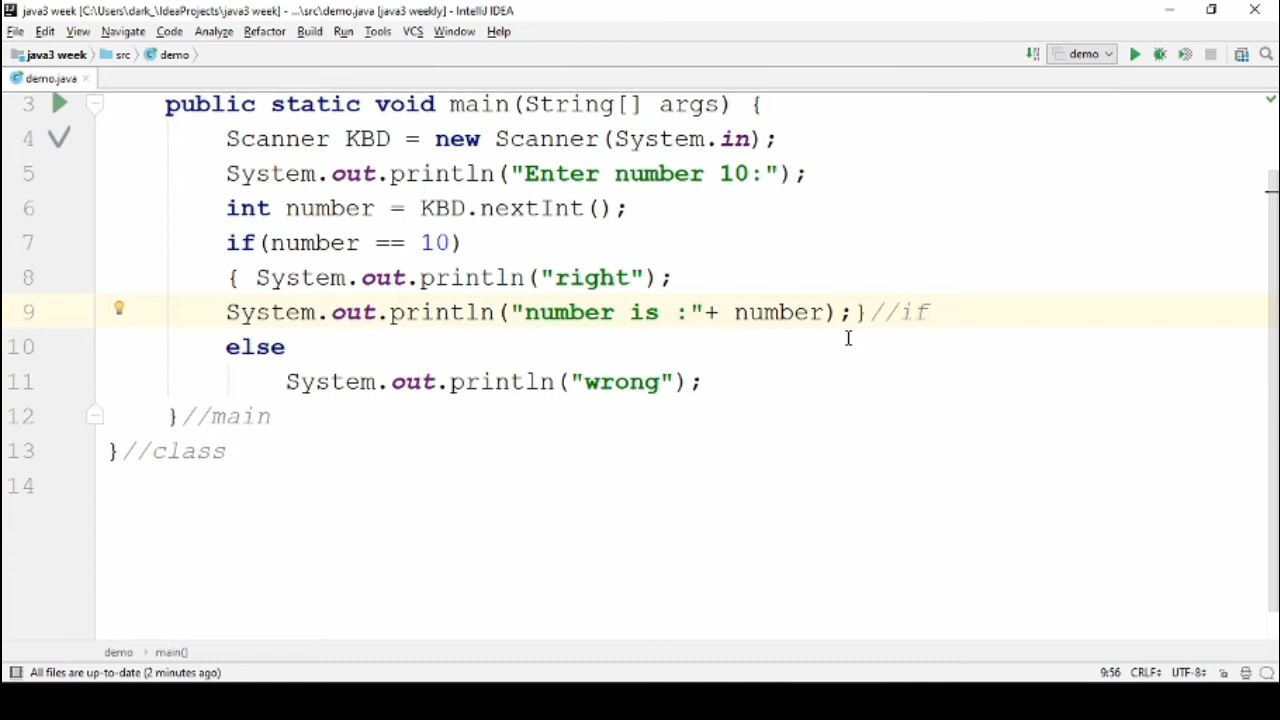 java3 week [C:\Users\dark_\IdeaProjects\java3 week] - ...\src\demo.java [java3 weekly] - IntelliJ IDEA
File Edit View Navigate Code Analyze Refactor Build Run Tools VCS Window Help
java3 week src demo demo
demo.java
3 public static void main(String[] args) {
4 Scanner KBD = new Scanner(System.in);
5 System.out.println("Enter number 10:");
6 int number = KBD.nextInt();
7 if(number == 10)
8 { System.out.println("right");
9 System.out.println("number is :"+ number);}//if
10 else
11 System.out.println("wrong");
12 }//main
13 }//class
14
demo main()
All files are up-to-date (2 minutes ago) 9:56 CRLF UTF-8